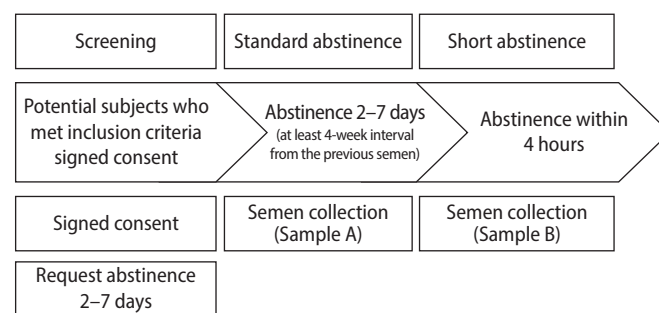 Screening
Standard abstinence
Short abstinence
Potential subjects who
met inclusion criteria
signed consent
Abstinence 2–7 days
(at least 4-week interval
from the previous semen)
Abstinence within
4 hours
Signed consent
Semen collection
(Sample A)
Semen collection
(Sample B)
Request abstinence
2–7 days